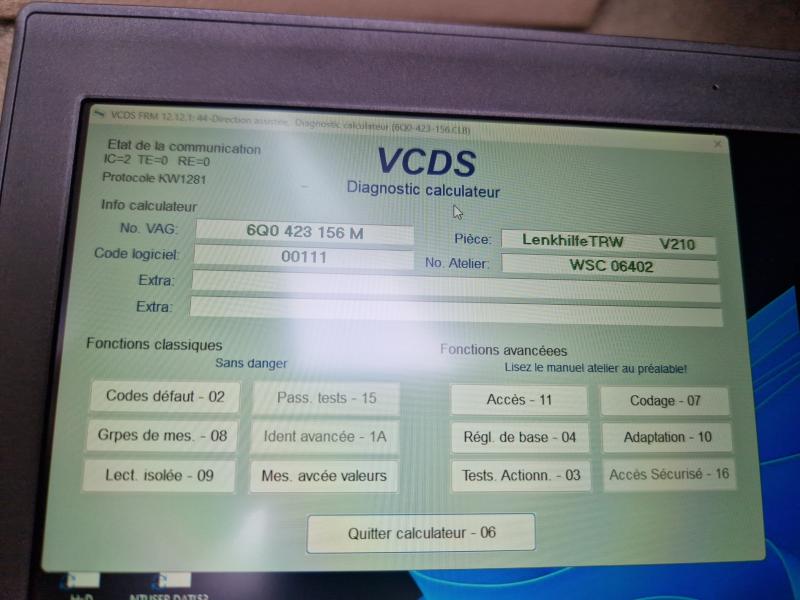 VCDS FRM 12.12.1: 44-Direction assistée, Diagnostic calculateur (6Q0-423-156.CLB)
Etat de la communication
IC=2 TE=0 RE=0
Protocole KW1281
VCDS
Diagnostic calculateur
Info calculateur
No. VAG: 6Q0 423 156 M Pièce: LenkhilfeTRW V210
Code logiciel: 00111 No. Atelier: WSC 06402
Extra:
Extra:
Fonctions classiques
Sans danger
Fonctions avancéees
Lisez le manuel atelier au préalable!
Codes défaut - 02 Pass. tests - 15 Accès - 11 Codage - 07
Grpes de mes. - 08 Ident avancée - 1A Régl. de base - 04 Adaptation - 10
Lect. isolée - 09 Mes. avcée valeurs Tests. Actionn. - 03 Accès Sécurisé - 16
Quitter calculateur - 06